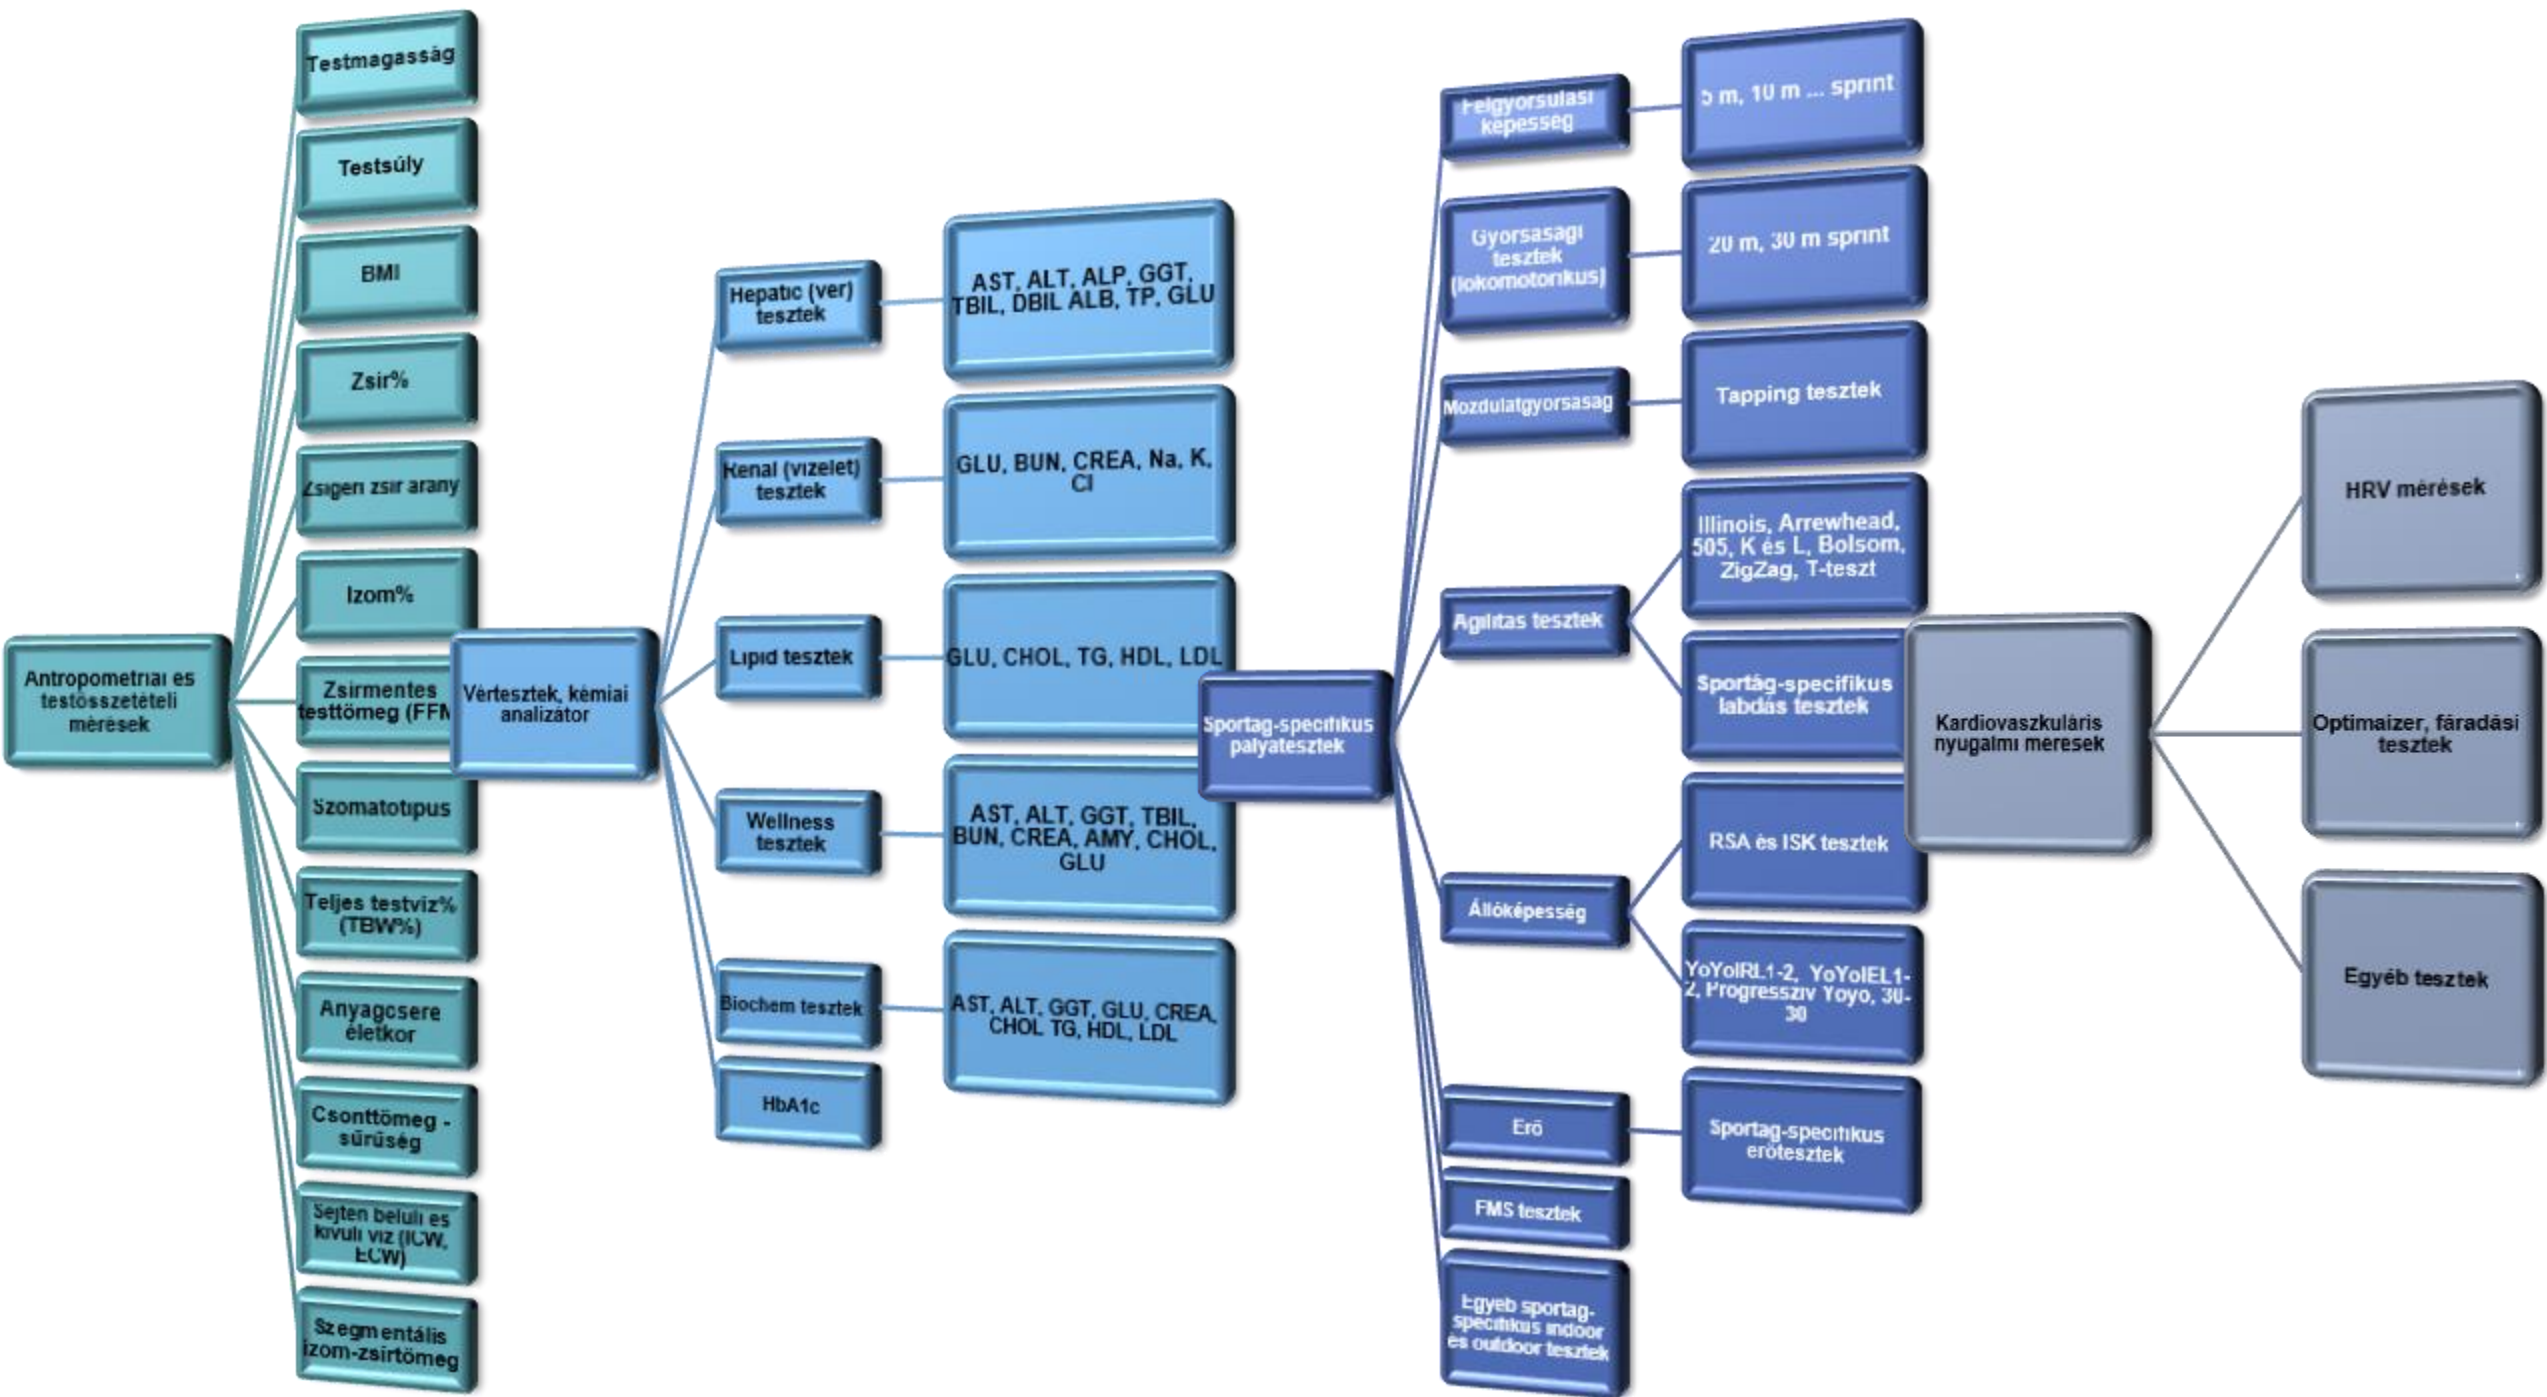 Antropometriai és
testösszetételi
mérések
Testmagasság
Testsúly
BMI
Zsír%
Zsigeri zsír arány
Izom%
Zsírmentes
testtömeg (FFM
Szomatotípus
Teljes testvíz%
(TBW%)
Anyagcsere
életkor
Csonttömeg -
sűrűség
Sejten belüli és
kívüli víz (ICW,
ECW)
Szegmentális
izom-zsírtömeg
Vértesztek, kémiai
analizátor
Hepatic (ver)
tesztek
AST, ALT, ALP, GGT,
TBIL, DBIL ALB, TP, GLU
Renal (vizelet)
tesztek
GLU, BUN, CREA, Na, K,
Cl
Lipid tesztek
GLU, CHOL, TG, HDL, LDL
Wellness
tesztek
AST, ALT, GGT, TBIL,
BUN, CREA, AMY, CHOL,
GLU
Biochem tesztek
AST, ALT, GGT, GLU, CREA,
CHOL TG, HDL, LDL
HbA1c
Sportág-specifikus
pályatesztek
Felgyorsulási
képesség
5 m, 10 m ... sprint
Gyorsasági
tesztek
(lokomotorikus)
20 m, 30 m sprint
Mozdulatgyorsaság
Tapping tesztek
Agilitás tesztek
Illinois, Arrewhead,
505, K és L, Bolsom,
ZigZag, T-teszt
Sportág-specifikus
labdás tesztek
Állóképesség
RSA és ISK tesztek
YoYoIRL1-2, YoYoIEL1-
2, Progresszív Yoyo, 30-
30
Erő
Sportág-specifikus
erőtesztek
FMS tesztek
Egyéb sportág-
specifikus indoor
és outdoor tesztek
Kardiovaszkuláris
nyugalmi mérések
HRV mérések
Optimaizer, fáradási
tesztek
Egyéb tesztek